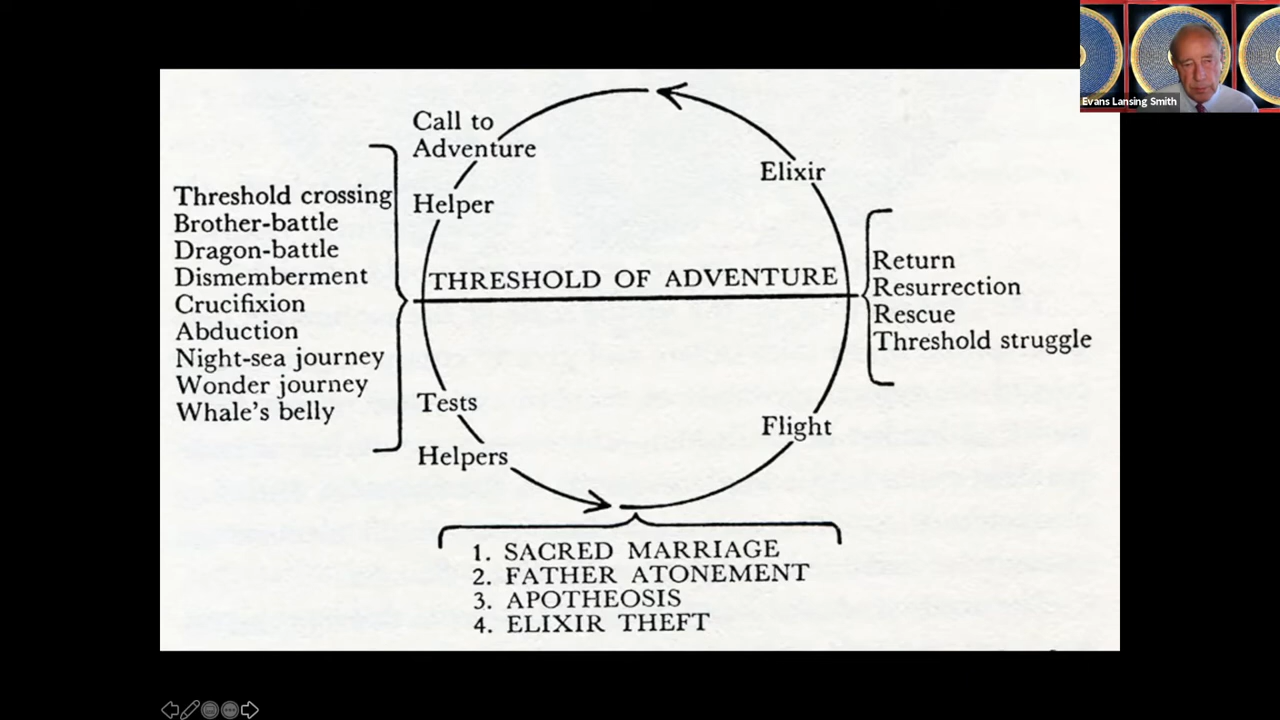 Evans Lansing Smith
Call to
Adventure
Helper
Threshold crossing
Brother-battle
Dragon-battle
Dismemberment
Crucifixion
Abduction
Night-sea journey
Wonder journey
Whale's belly
THRESHOLD OF ADVENTURE
Elixir
Return
Resurrection
Rescue
Threshold struggle
Tests
Helpers
Flight
1. SACRED MARRIAGE
2. FATHER ATONEMENT
3. APOTHEOSIS
4. ELIXIR THEFT